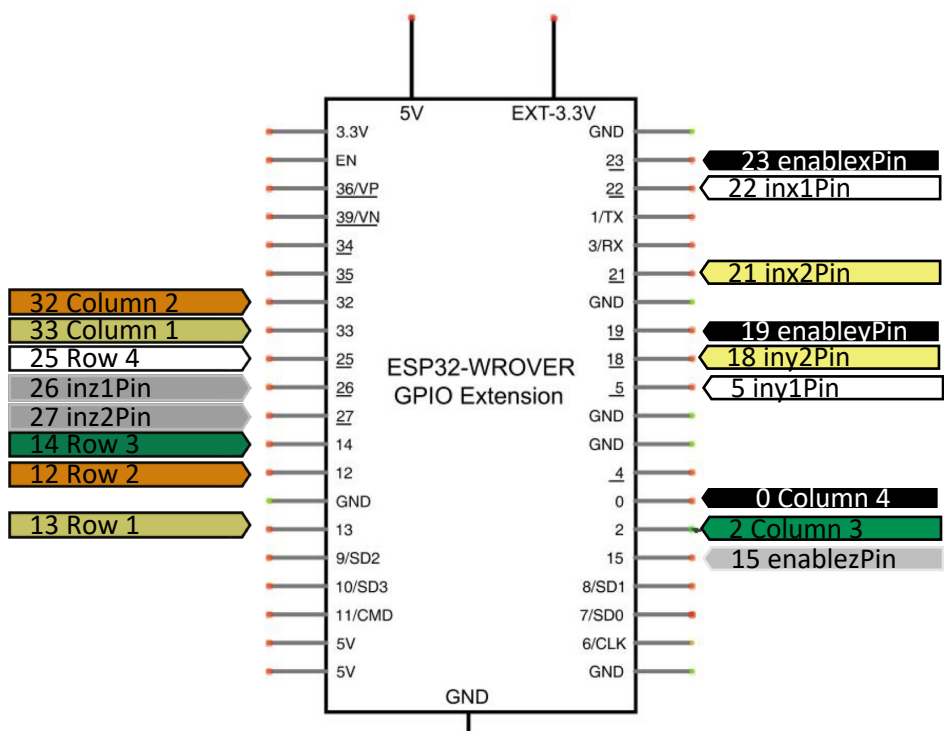 5V
EXT-3.3V
3.3V
EN
36/VP
39/VN
34
35
32
33
25
26
27
14
12
GND
13
9/SD2
10/SD3
11/CMD
5V
5V
32 Column 2
33 Column 1
25 Row 4
26 inz1Pin
27 inz2Pin
14 Row 3
12 Row 2
13 Row 1
ESP32-WROVER
GPIO Extension
GND
23
22
1/TX
3/RX
21
GND
19
18
5
GND
GND
4
0
2
15
8/SD1
7/SD0
6/CLK
GND
23 enablexPin
22 inx1Pin
21 inx2Pin
19 enableyPin
18 iny2Pin
5 iny1Pin
0 Column 4
2 Column 3
15 enablezPin
GND